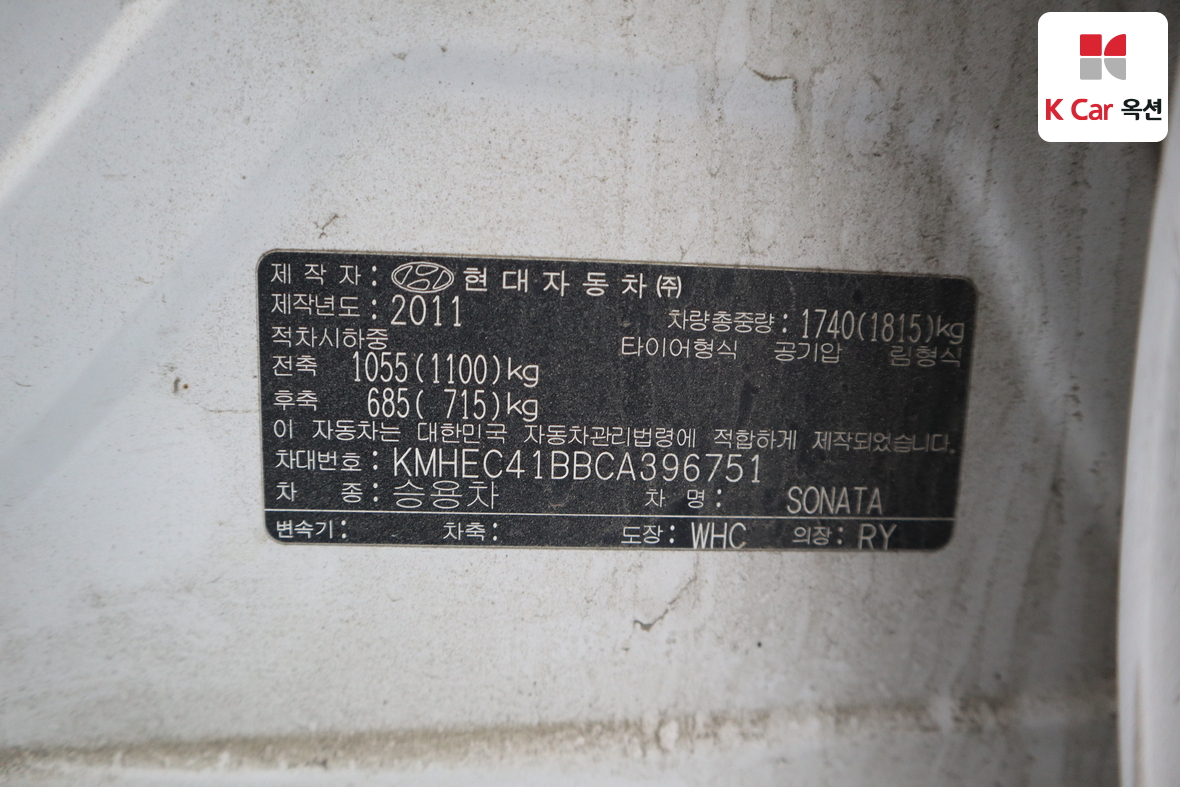 K Car 옥션
제 작 자 : 현 대 자 동 차 ㈜
제작년도 : 2011
차량총중량 : 1740(1815)kg
적차시하중
타이어형식 공기압 림형식
전축 1055(1100)kg
후축 685( 715)kg
이 자동차는 대한민국 자동차관리법령에 적합하게 제작되었습니다.
차대번호 : KMHEC41BBCA396751
차 종 : 승용차 차 명 : SONATA
변속기 : 차축 : 도장 : WHC 의장 : RY